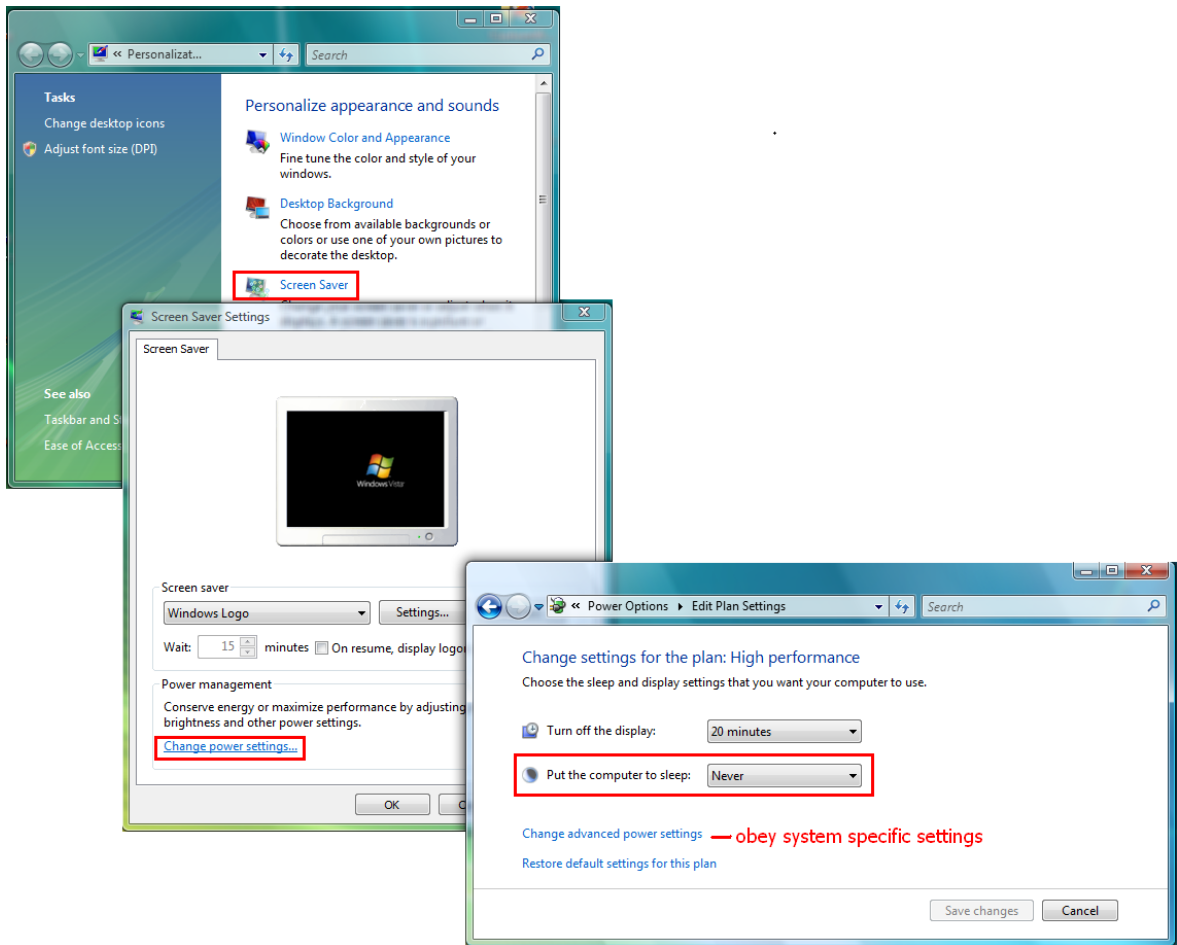 « Personalizat...
Search
Tasks
Change desktop icons
Adjust font size (DPI)
See also
Taskbar and S
Ease of Access
Personalize appearance and sounds
Window Color and Appearance
Fine tune the color and style of your
windows.
Desktop Background
Choose from available backgrounds or
colors or use one of your own pictures to
decorate the desktop.
Screen Saver
Screen Saver Settings
Screen Saver
Windows Vista
Screen saver
Windows Logo
Settings...
Wait: 15 minutes On resume, display logo
Power management
Conserve energy or maximize performance by adjusting
brightness and other power settings.
Change power settings...
OK
C
« Power Options ▸ Edit Plan Settings
Search
Change settings for the plan: High performance
Choose the sleep and display settings that you want your computer to use.
Turn off the display: 20 minutes
Put the computer to sleep: Never
Change advanced power settings — obey system specific settings
Restore default settings for this plan
Save changes
Cancel